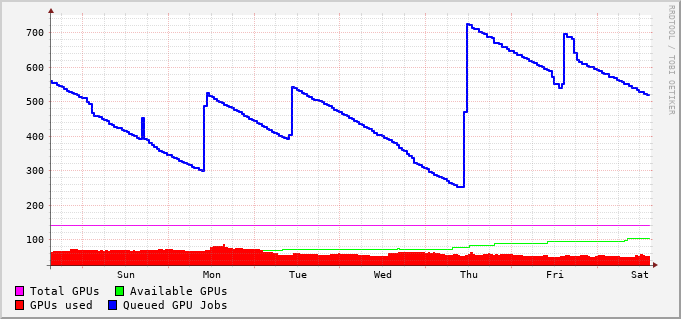 RRDTOOL / TOBI OETIKER
700
600
500
400
300
200
100
Sun Mon Tue Wed Thu Fri Sat
Total GPUs Available GPUs
GPUs used Queued GPU Jobs